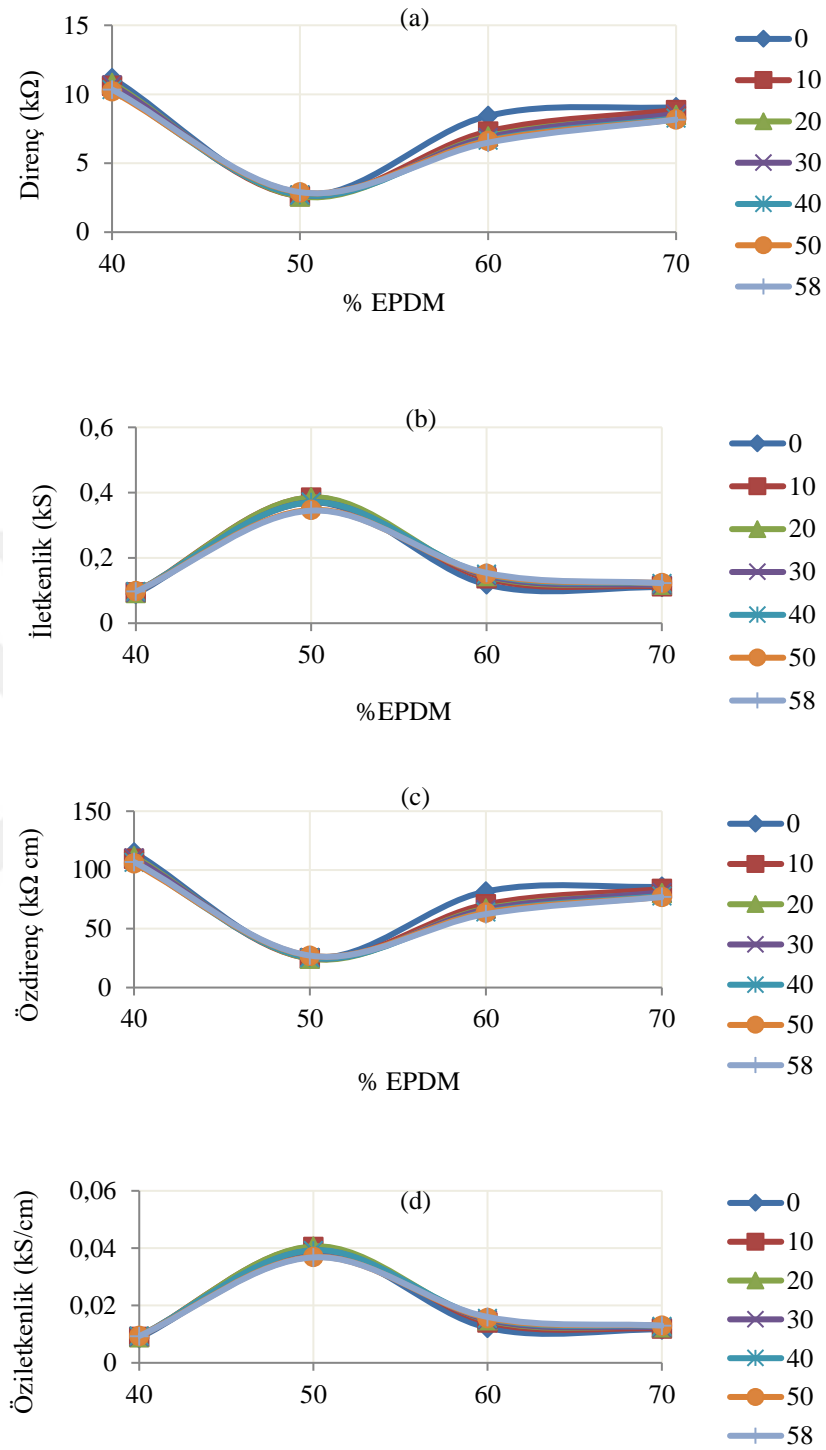 (a)
Direnç (kΩ)
15
10
5
0
40 50 60 70
% EPDM
0
10
20
30
40
50
58
(b)
İletkenlik (kS)
0,6
0,4
0,2
0
40 50 60 70
%EPDM
0
10
20
30
40
50
58
(c)
Özdirenç (kΩ cm)
150
100
50
0
40 50 60 70
% EPDM
0
10
20
30
40
50
58
(d)
Öziletkenlik (kS/cm)
0,06
0,04
0,02
0
40 50 60 70
0
10
20
30
40
50
58